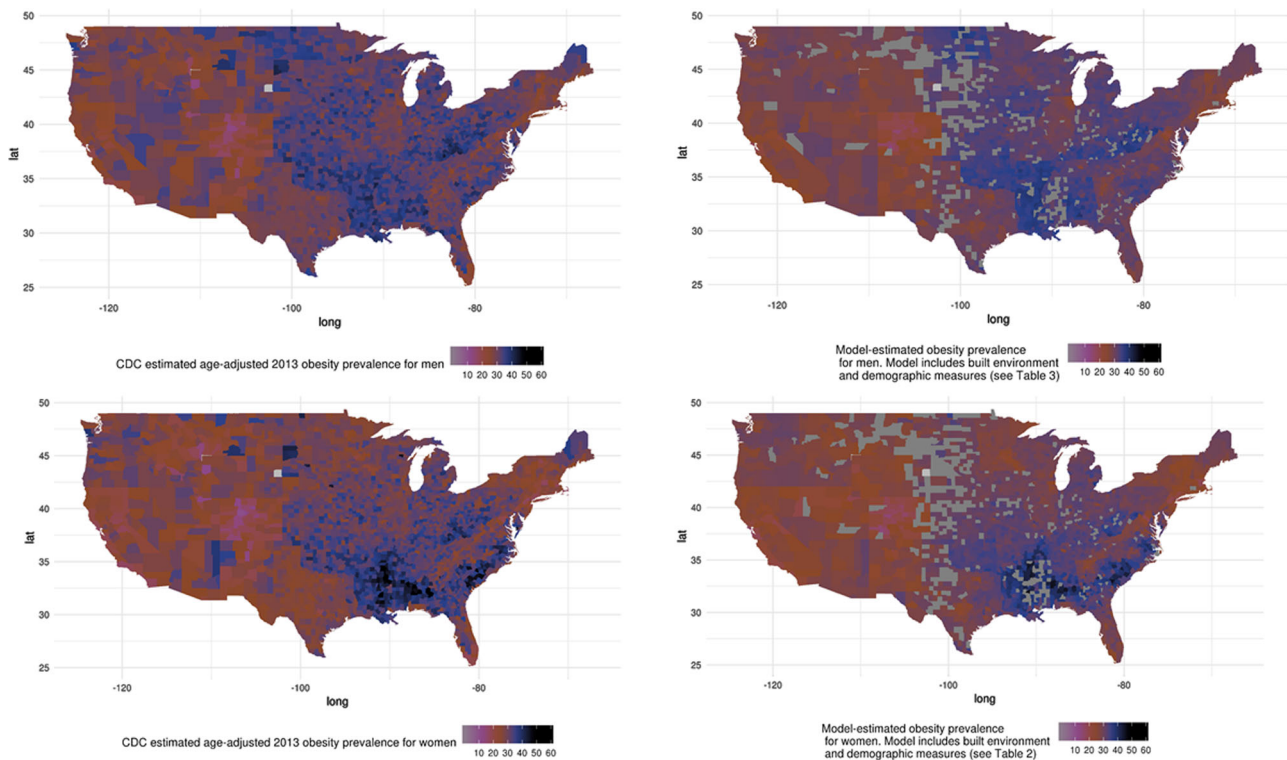 50
45
40
35
30
25
lat
-120
-100
-80
long
CDC estimated age-adjusted 2013 obesity prevalence for men
10 20 30 40 50 60
50
45
40
35
30
25
lat
-120
-100
-80
long
Model-estimated obesity prevalence
for men. Model includes built environment
and demographic measures (see Table 3)
10 20 30 40 50 60
50
45
40
35
30
25
lat
-120
-100
-80
long
CDC estimated age-adjusted 2013 obesity prevalence for women
10 20 30 40 50 60
50
45
40
35
30
25
lat
-120
-100
-80
long
Model-estimated obesity prevalence
for women. Model includes built environment
and demographic measures (see Table 2)
10 20 30 40 50 60